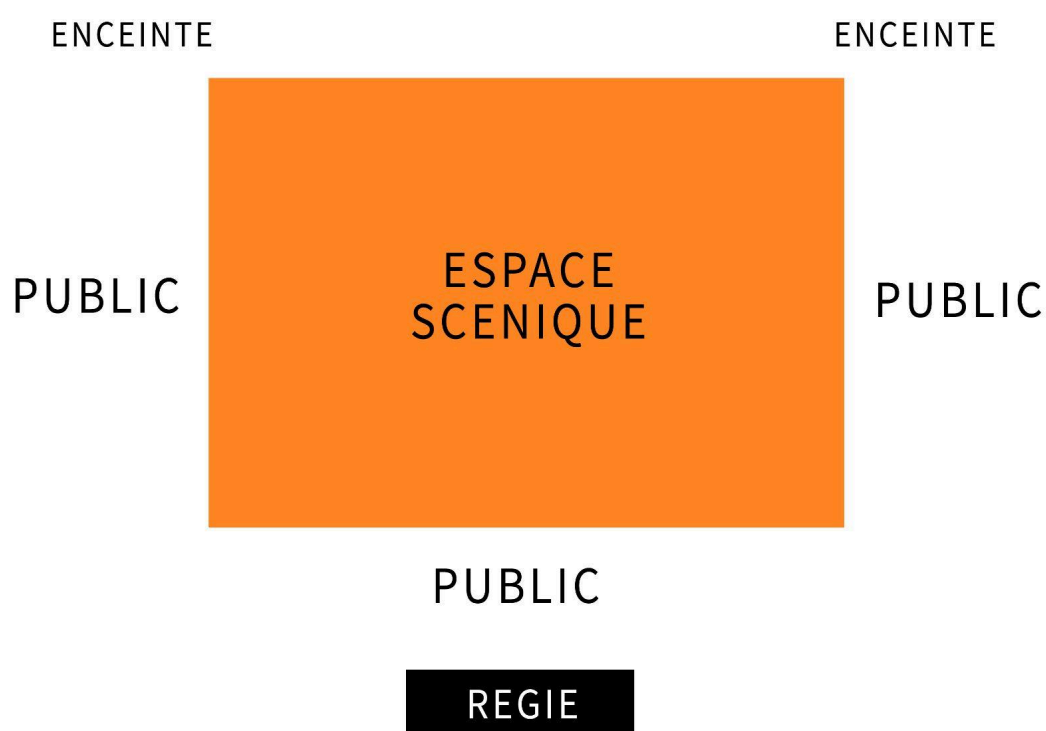 ENCEINTE
ENCEINTE
ESPACE
SCENIQUE
PUBLIC
PUBLIC
PUBLIC
REGIE